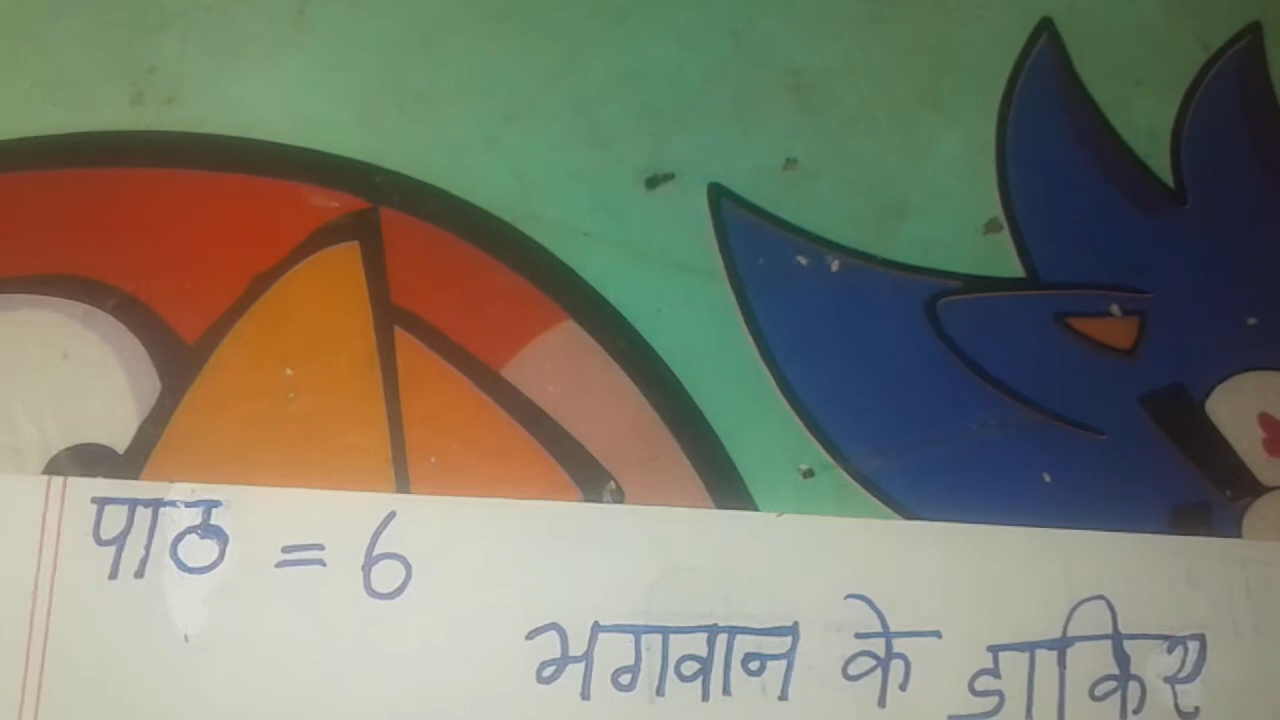 पाठ = 6
भगवान के डाकिए